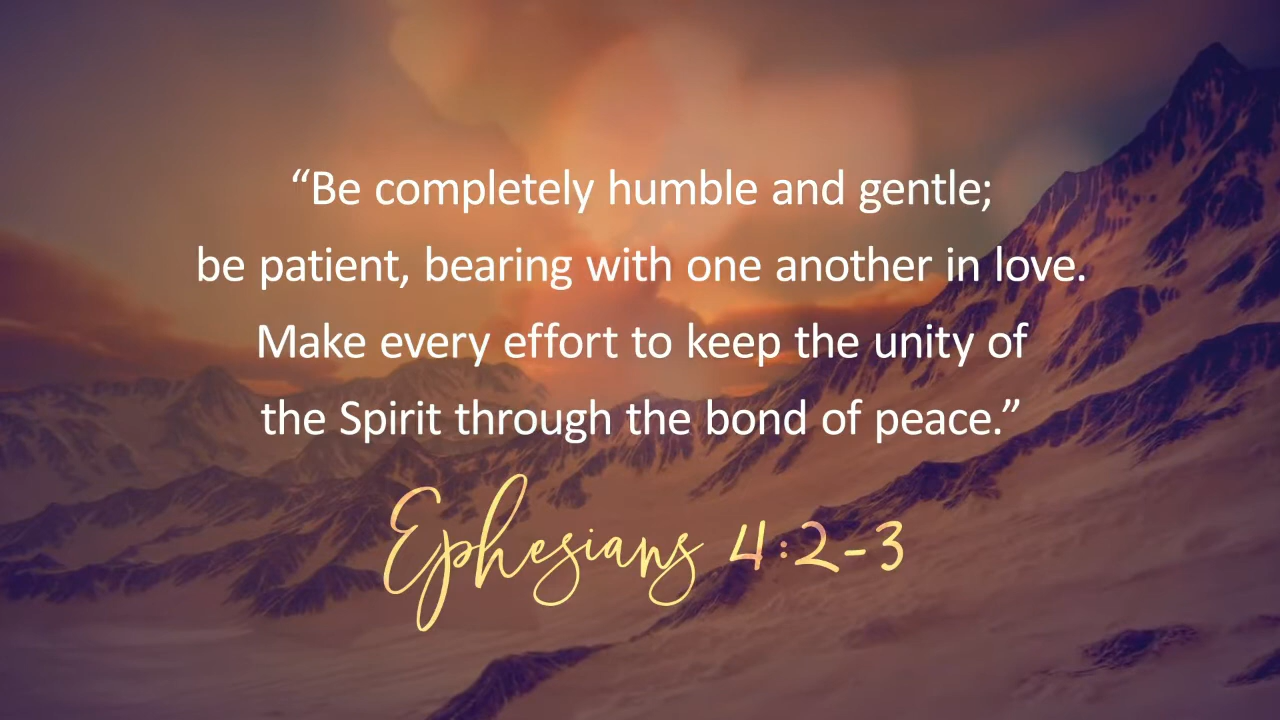 “Be completely humble and gentle;
be patient, bearing with one another in love.
Make every effort to keep the unity of
the Spirit through the bond of peace.”
Ephesians 4:2-3